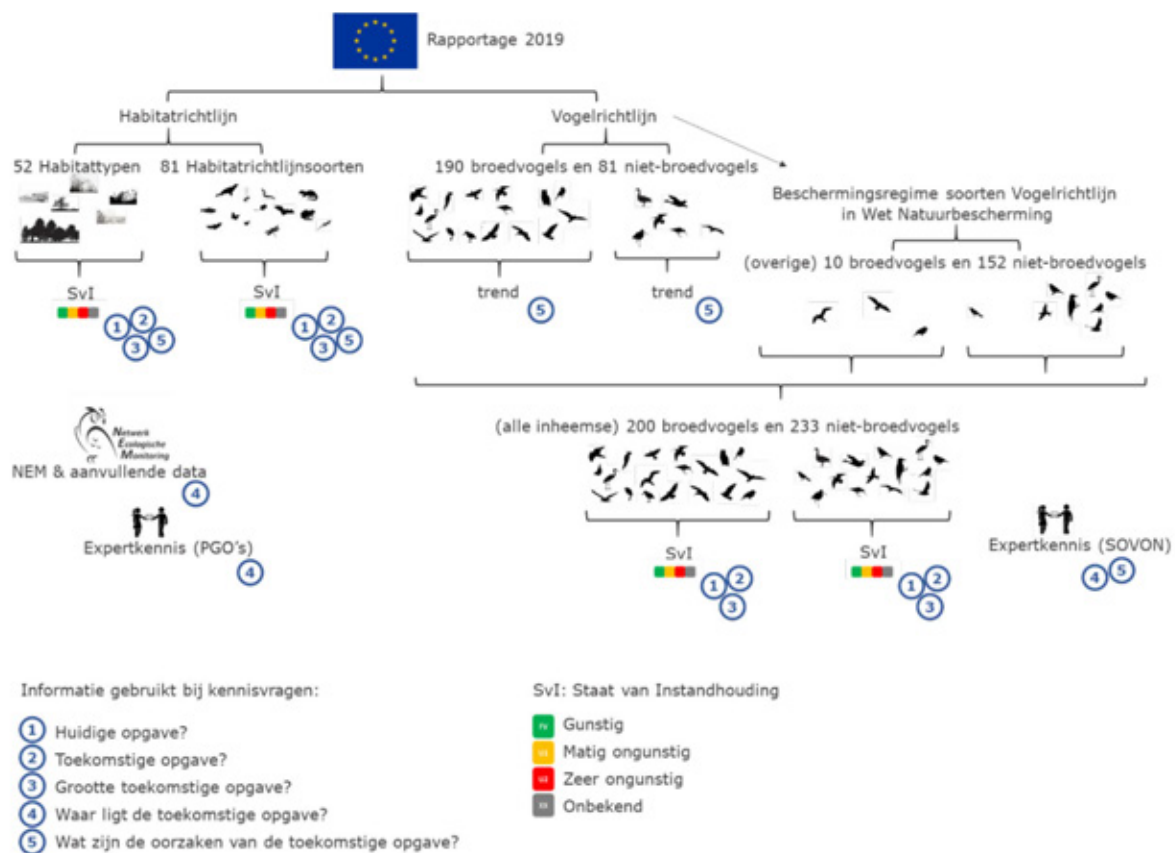 Rapportage 2019
Habitatrichtlijn
Vogelrichtlijn
52 Habitattypen
81 Habitatrichtlijnsoorten
190 broedvogels en 81 niet-broedvogels
Beschermingsregime soorten Vogelrichtlijn
in Wet Natuurbescherming
(overige) 10 broedvogels en 152 niet-broedvogels
SvI
1
2
3
5
SvI
1
2
3
5
trend
5
trend
5
(alle inheemse) 200 broedvogels en 233 niet-broedvogels
Netwerk
Ecologische
Monitoring
NEM & aanvullende data
4
Expertkennis (PGO's)
4
SvI
1
2
3
SvI
1
2
3
Expertkennis (SOVON)
4
5
Informatie gebruikt bij kennisvragen:
1 Huidige opgave?
2 Toekomstige opgave?
3 Grootte toekomstige opgave?
4 Waar ligt de toekomstige opgave?
5 Wat zijn de oorzaken van de toekomstige opgave?
SvI: Staat van Instandhouding
Gunstig
Matig ongunstig
Zeer ongunstig
Onbekend